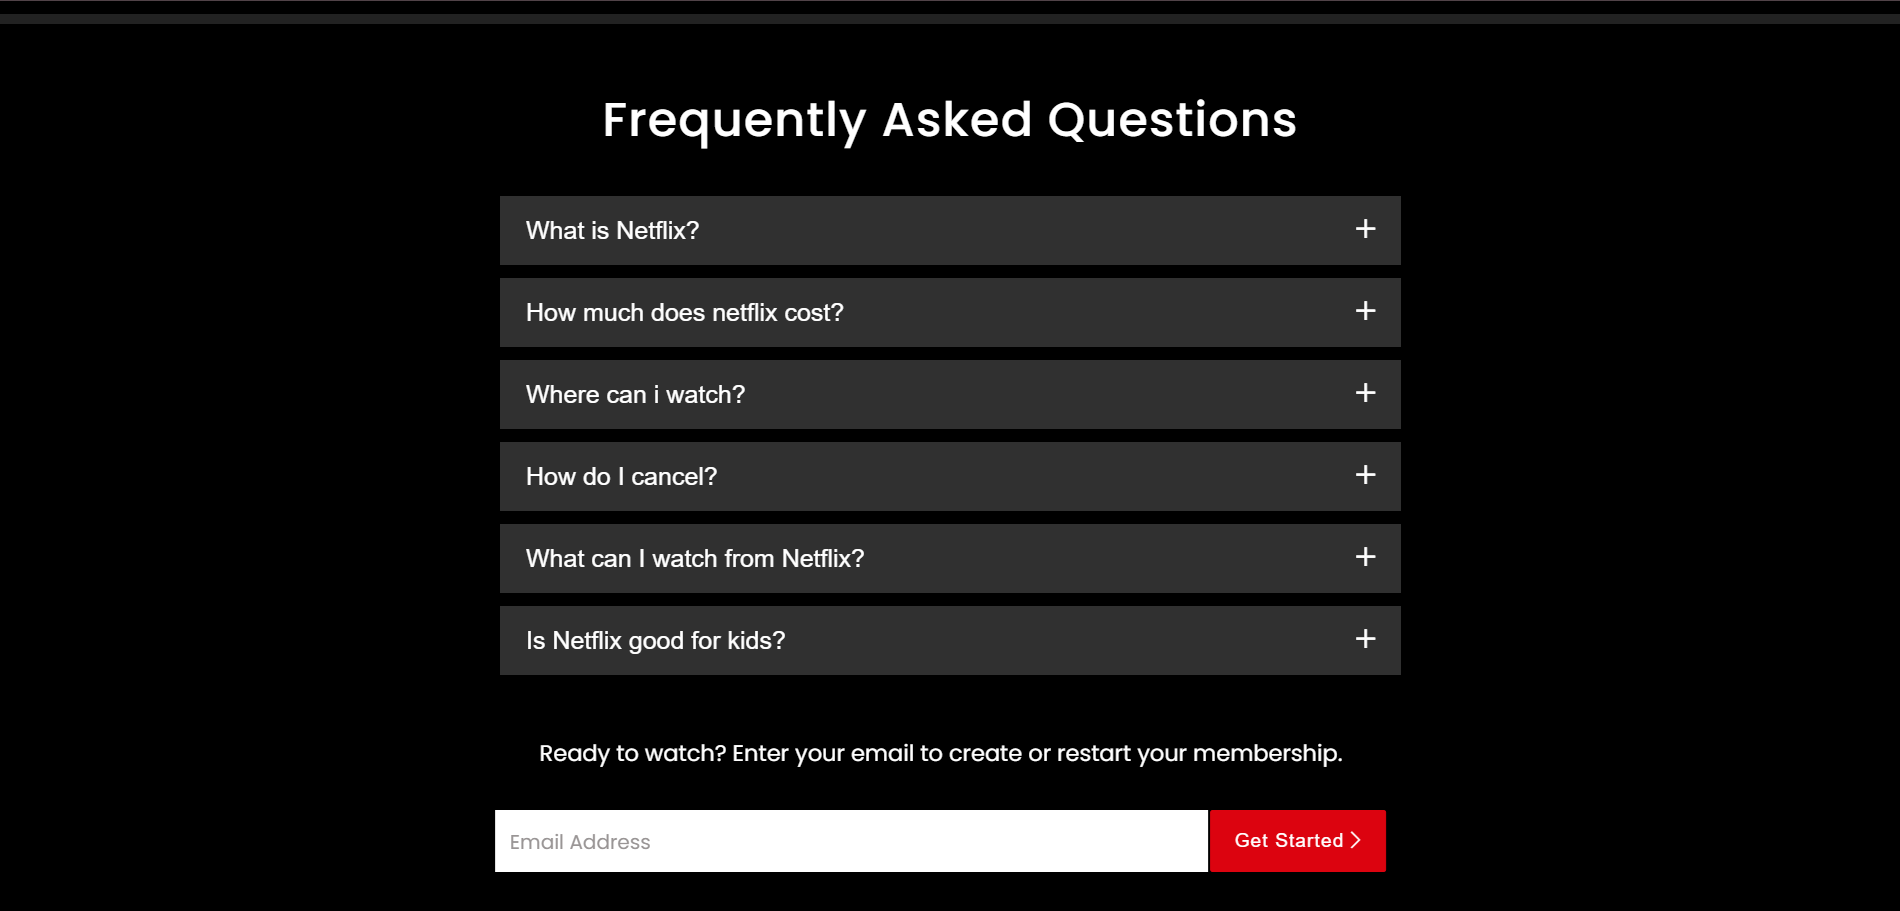 Frequently Asked Questions
What is Netflix?
How much does netflix cost?
Where can i watch?
How do I cancel?
What can I watch from Netflix?
Is Netflix good for kids?
Ready to watch? Enter your email to create or restart your membership.
Email Address
Get Started